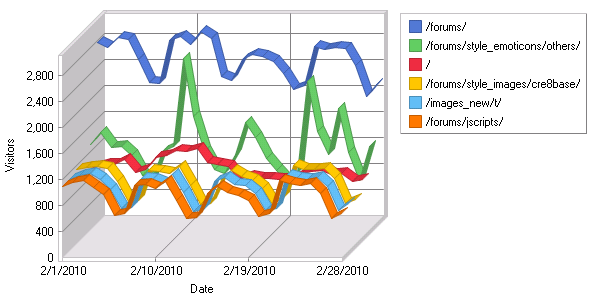 /forums/
/forums/style_emoticons/others/
/
/forums/style_images/cre8base/
/images_new/t/
/forums/jscripts/
2,800
2,400
2,000
1,600
1,200
800
400
0
Visitors
2/1/2010 2/10/2010 2/19/2010 2/28/2010
Date